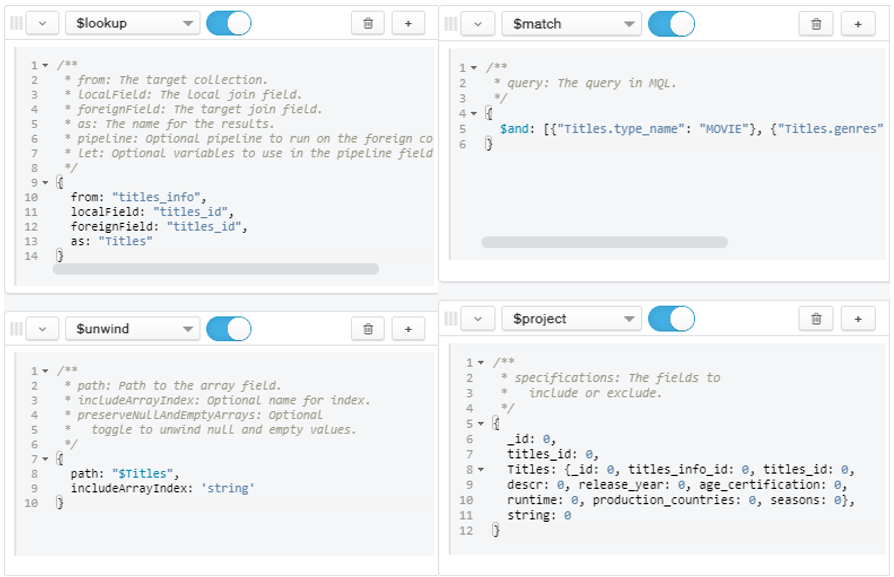 $lookup
+
1 /**
2 * from: The target collection.
3 * localField: The local join field.
4 * foreignField: The target join field.
5 * as: The name for the results.
6 * pipeline: Optional pipeline to run on the foreign co
7 * let: Optional variables to use in the pipeline field
8 */
9 {
10 from: "titles_info",
11 localField: "titles_id",
12 foreignField: "titles_id",
13 as: "Titles"
14 }
$match
+
1 /**
2 * query: The query in MQL.
3 */
4 {
5 $and: [{"Titles.type_name": "MOVIE"}, {"Titles.genres"
6 }
$unwind
+
1 /**
2 * path: Path to the array field.
3 * includeArrayIndex: Optional name for index.
4 * preserveNullAndEmptyArrays: Optional
5 toggle to unwind null and empty values.
6 */
7 {
8 path: "$Titles",
9 includeArrayIndex: 'string'
10 }
$project
+
1 /**
2 * specifications: The fields to
3 * include or exclude.
4 */
5 {
6 _id: 0,
7 titles_id: 0,
8 Titles: {_id: 0, titles_info_id: 0, titles_id: 0,
9 descr: 0, release_year: 0, age_certification: 0,
10 runtime: 0, production_countries: 0, seasons: 0},
11 string: 0
12 }